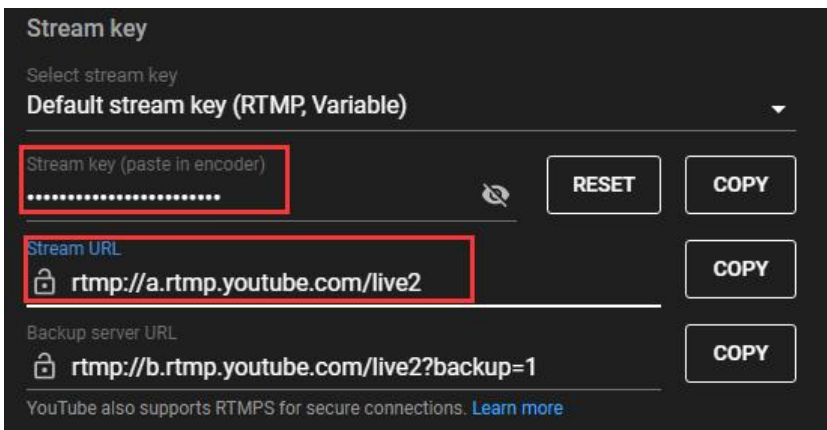 Stream key
Select stream key
Default stream key (RTMP, Variable)
Stream key (paste in encoder)
••••••••••••••••••••••••
RESET
COPY
Stream URL
rtmp://a.rtmp.youtube.com/live2
COPY
Backup server URL
rtmp://b.rtmp.youtube.com/live2?backup=1
COPY
YouTube also supports RTMPS for secure connections. Learn more